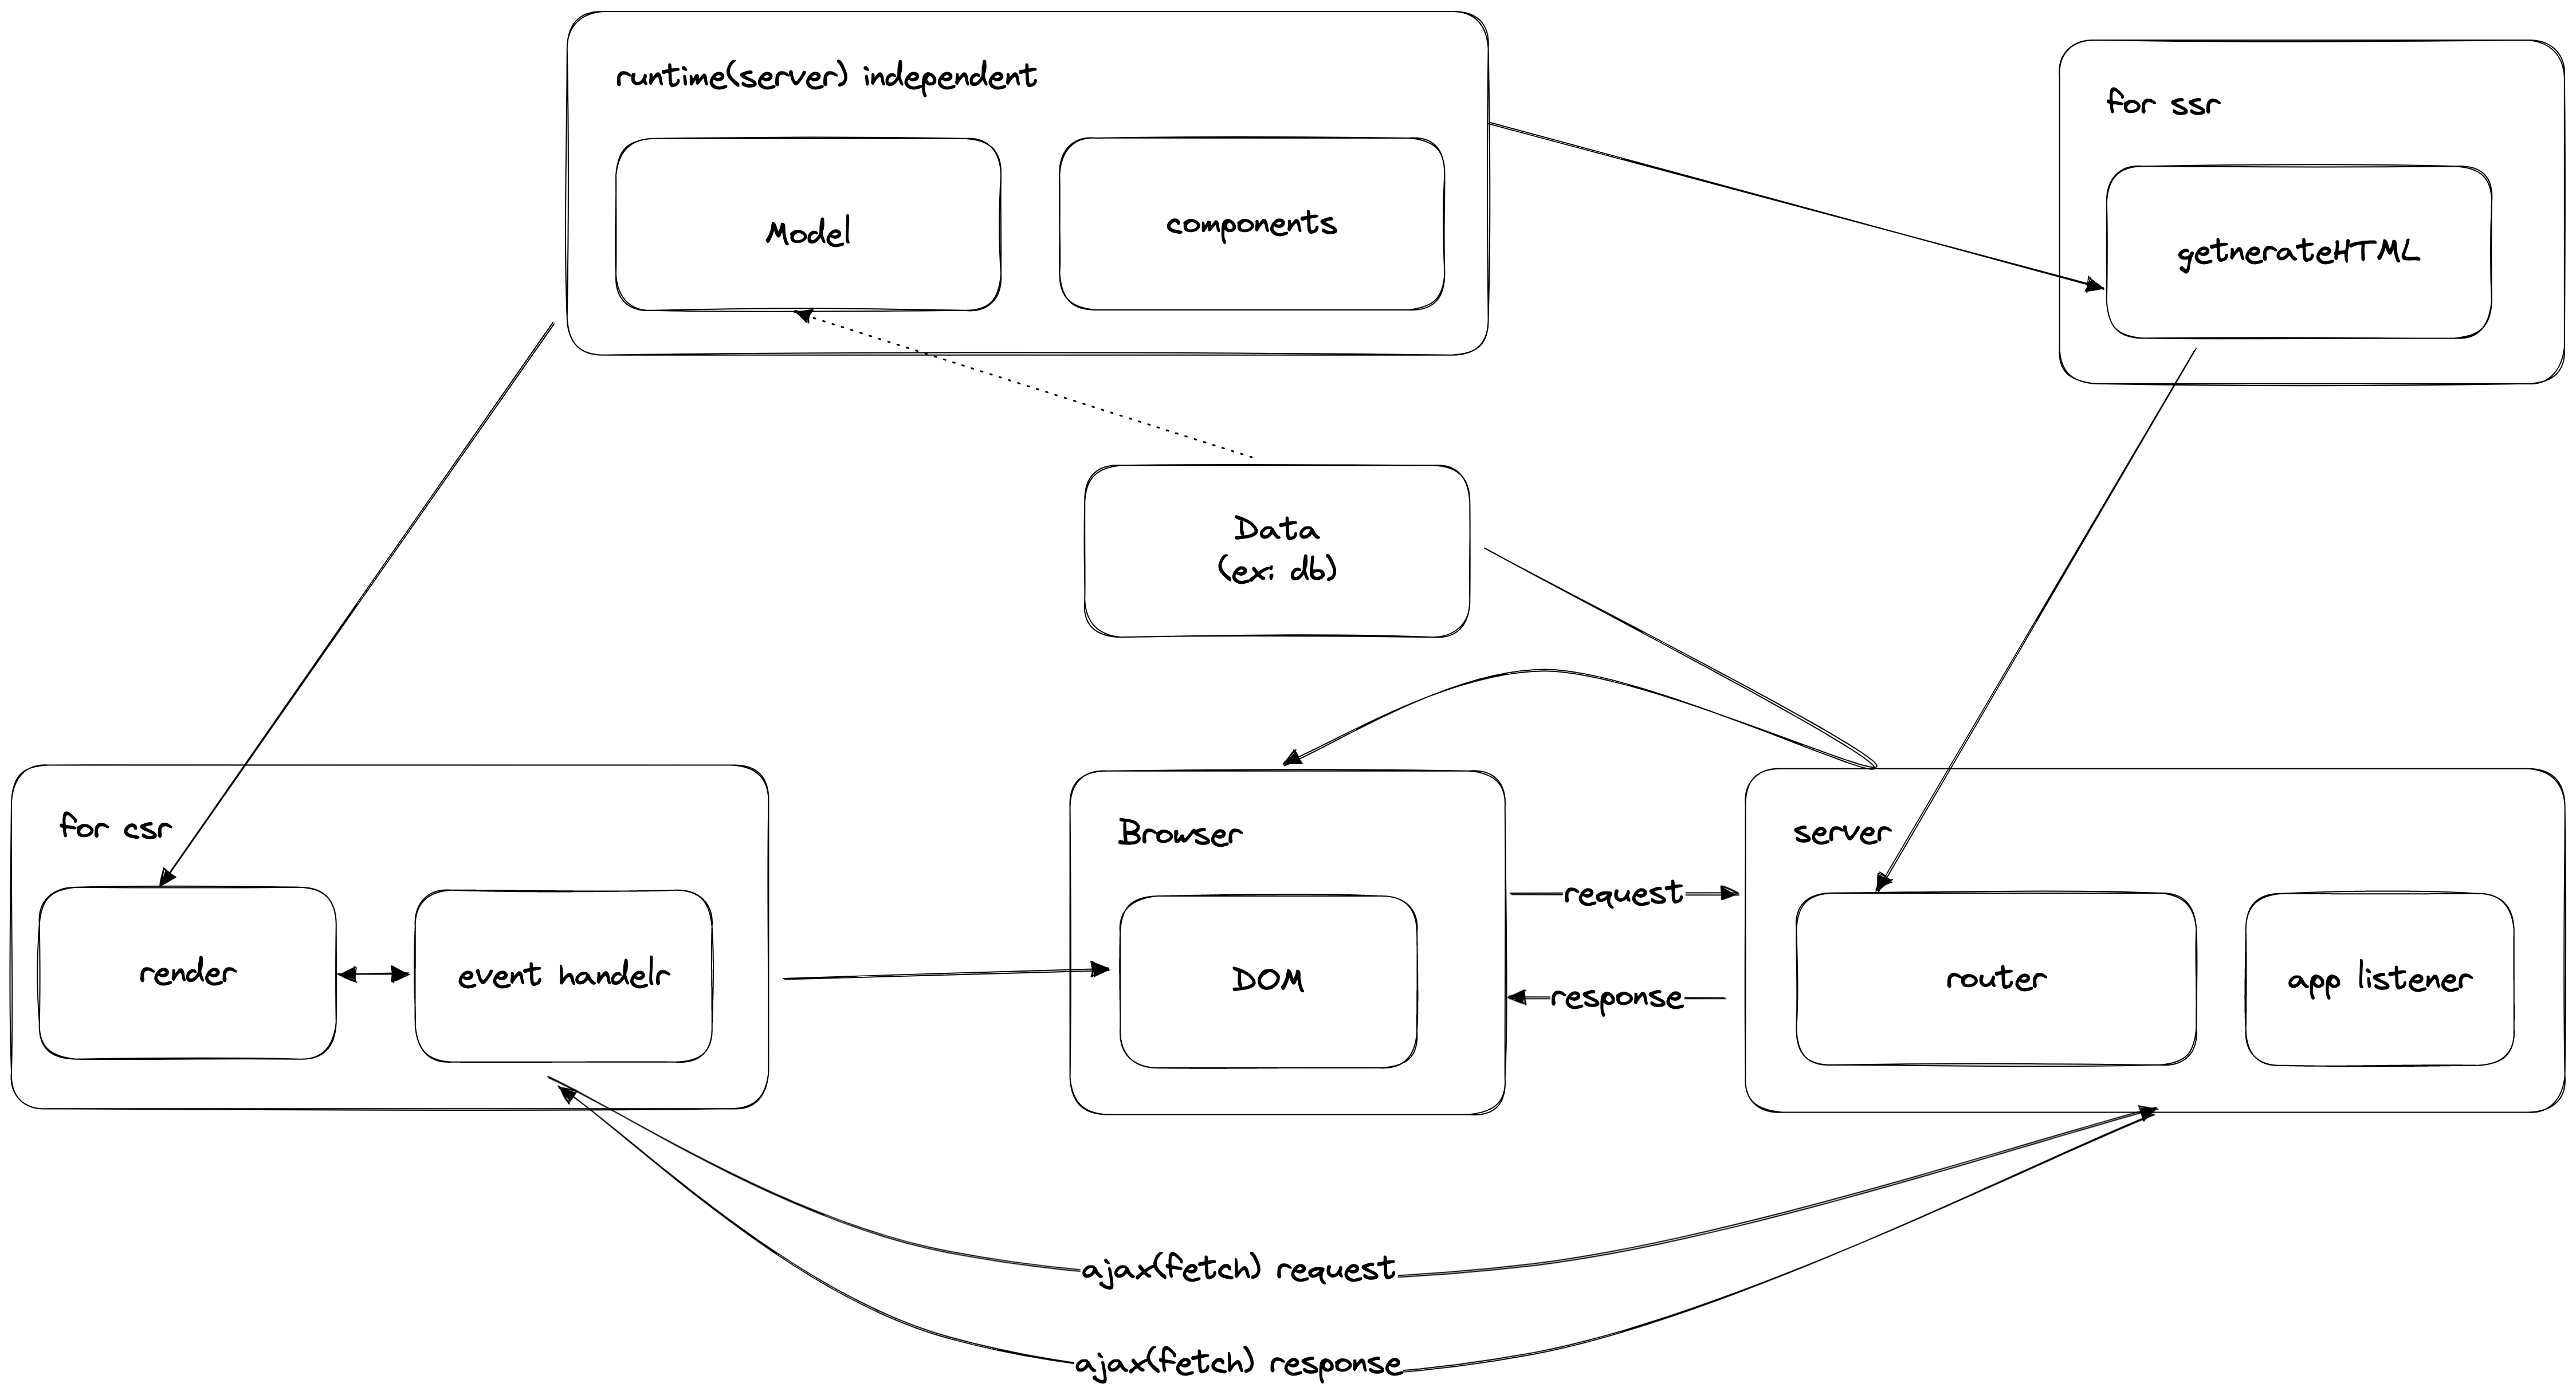 runtime(server) independent
for ssr
Model
components
getnerateHTML
Data
(ex: db)
for csr
Browser
server
request
render
event handelr
DOM
router
app listener
response
ajax(fetch) request
ajax(fetch) response